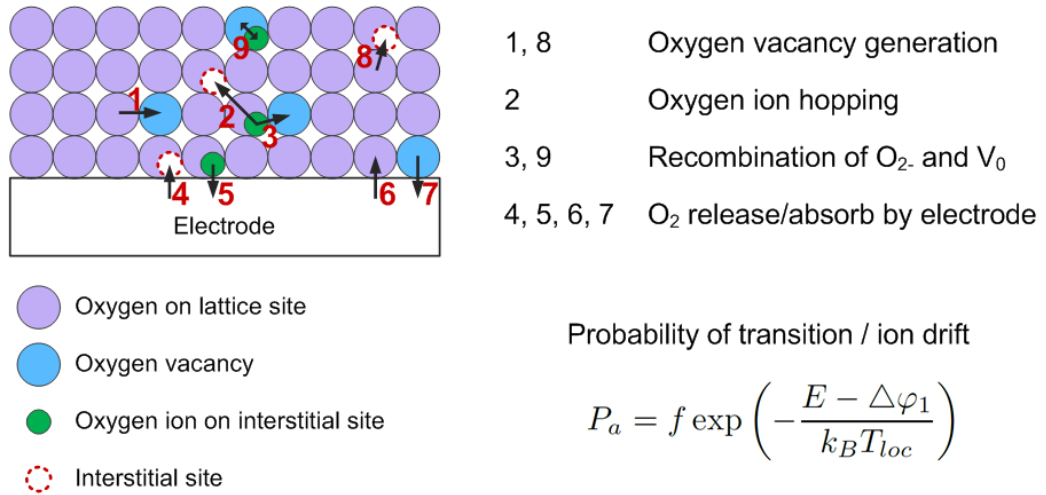 9
8
1
2
3
4
5
6
7
Electrode
Oxygen on lattice site
Oxygen vacancy
Oxygen ion on interstitial site
Interstitial site
1, 8 Oxygen vacancy generation
2 Oxygen ion hopping
3, 9 Recombination of O₂₋ and V₀
4, 5, 6, 7 O₂ release/absorb by electrode
Probability of transition / ion drift
Pₐ = f exp(−(E − △φ₁)/(k_B T_loc))